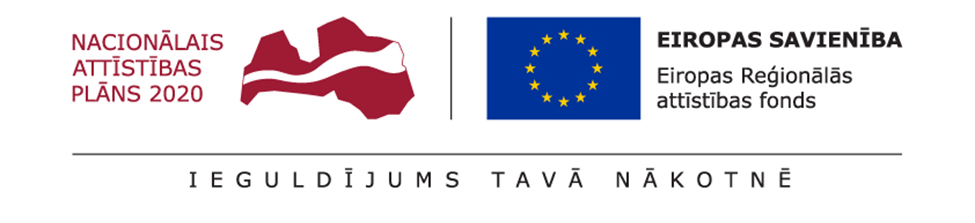 NACIONĀLAIS
ATTĪSTĪBAS
PLĀNS 2020
EIROPAS SAVIENĪBA
Eiropas Reģionālās
attīstības fonds
IEGULDĪJUMS TAVĀ NĀKOTNĒ